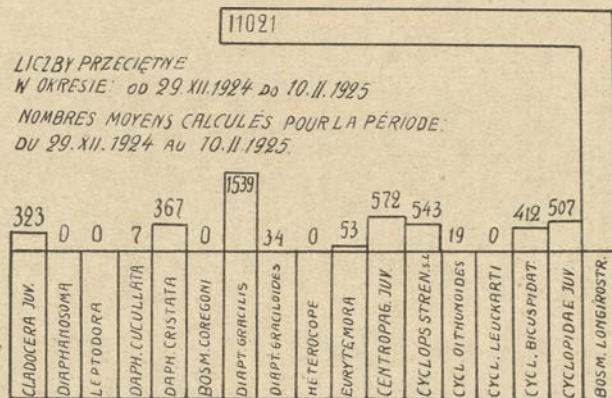 11021
LICZBY PRZECIĘTNE
W OKRESIE: OD 29.XII.1924 DO 10.II.1925
NOMBRES MOYENS CALCULÉS POUR LA PÉRIODE:
DU 29.XII.1924 AU 10.II.1925.
323 0 0 7 367 0 1539 34 0 53 572 543 19 0 412 507
CLADOCERA JUV.
DIAPHANOSOMA
LEPTODORA
DAPH. CUCULLATA
DAPH. CRISTATA
BOSM. COREGONI
DIAPT. GRACILIS
DIAPT. GRACILOIDES
HETEROCOPE
EURYTEMORA
CENTROPAG. JUV
CYCLOPS STREN. s.l.
CYCL OITHONOIDES
CYCL. LEUCKARTI
CYCL. BICUSPIDAT.
CYCLOPIDAE JUV.
BOSM. LONGIROSTR.